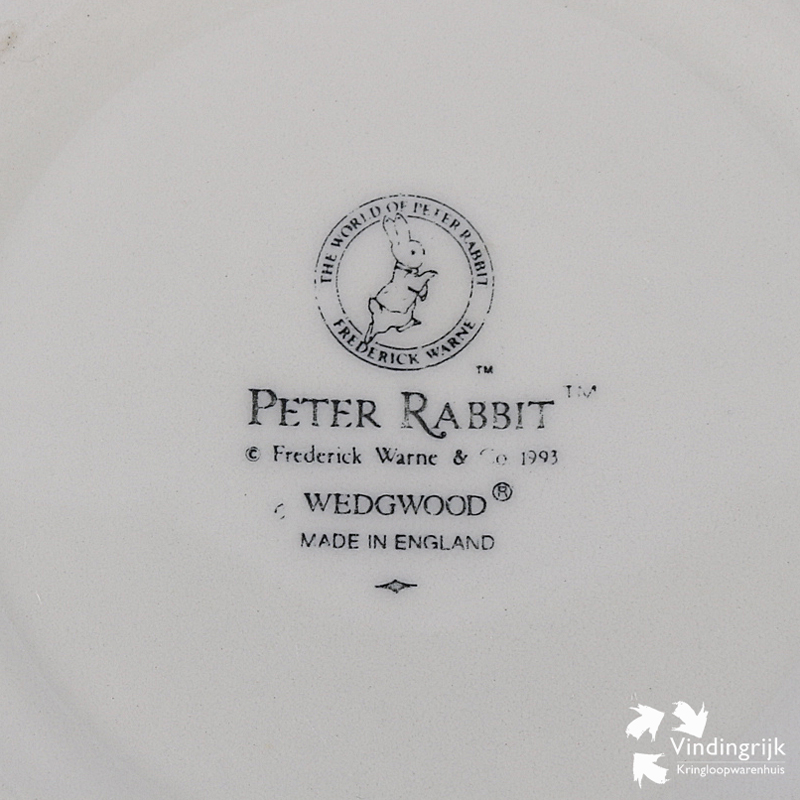 THE WORLD OF PETER RABBIT
FREDERICK WARNE
TM
PETER RABBIT TM
© Frederick Warne & Co 1993
© WEDGWOOD®
MADE IN ENGLAND
Vindingrijk
Kringloopwarenhuis